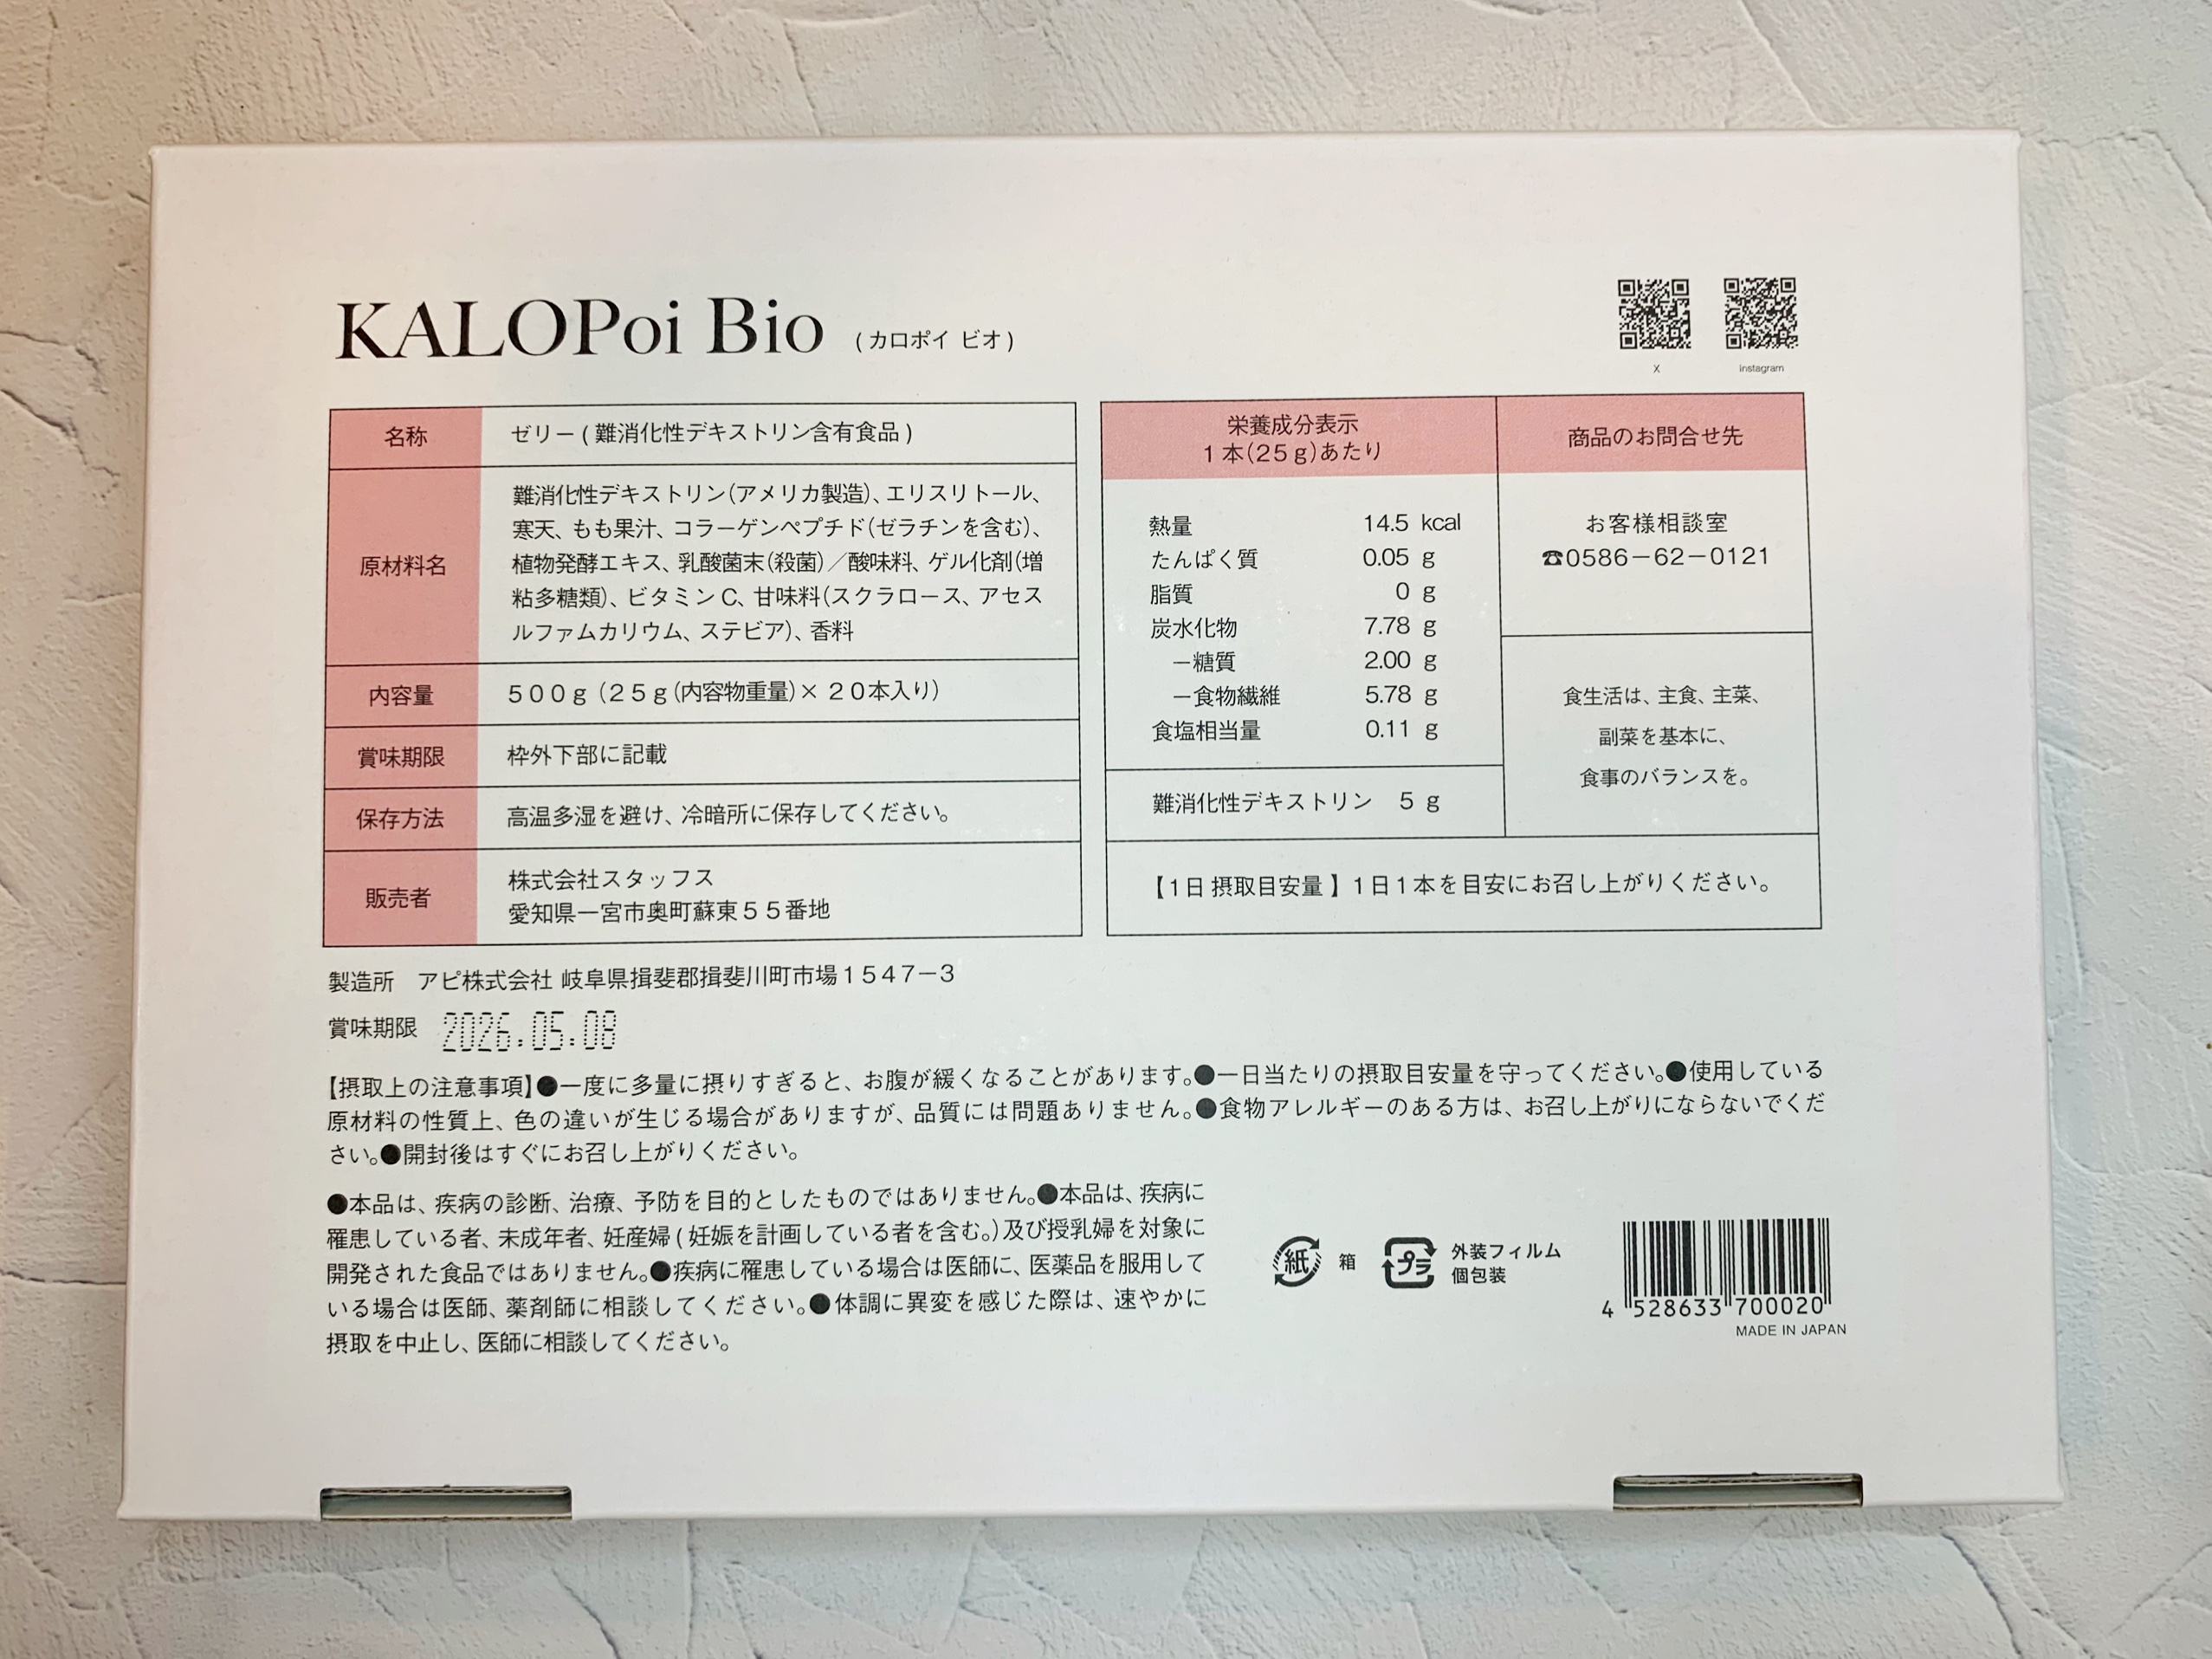 KALOPoi Bio (カロポイ ビオ)
X
instagram
名称
ゼリー(難消化性デキストリン含有食品)
原材料名
難消化性デキストリン(アメリカ製造)、エリスリトール、
寒天、もも果汁、コラーゲンペプチド(ゼラチンを含む)、
植物発酵エキス、乳酸菌末(殺菌)/酸味料、ゲル化剤(増
粘多糖類)、ビタミンC、甘味料(スクラロース、アセス
ルファムカリウム、ステビア)、香料
内容量
500g(25g(内容物重量)×20本入り)
賞味期限
枠外下部に記載
保存方法
高温多湿を避け、冷暗所に保存してください。
販売者
株式会社スタッフス
愛知県一宮市奥町蘇東55番地
栄養成分表示
1本(25g)あたり
熱量 14.5 kcal
たんぱく質 0.05 g
脂質 0 g
炭水化物 7.78 g
−糖質 2.00 g
−食物繊維 5.78 g
食塩相当量 0.11 g
難消化性デキストリン 5 g
商品のお問合せ先
お客様相談室
☎0586−62−0121
食生活は、主食、主菜、
副菜を基本に、
食事のバランスを。
【1日摂取目安量】1日1本を目安にお召し上がりください。
製造所 アピ株式会社 岐阜県揖斐郡揖斐川町市場1547−3
賞味期限 2026.05.08
【摂取上の注意事項】●一度に多量に摂りすぎると、お腹が緩くなることがあります。●一日当たりの摂取目安量を守ってください。●使用している
原材料の性質上、色の違いが生じる場合がありますが、品質には問題ありません。●食物アレルギーのある方は、お召し上がりにならないでくだ
さい。●開封後はすぐにお召し上がりください。
●本品は、疾病の診断、治療、予防を目的としたものではありません。●本品は、疾病に
罹患している者、未成年者、妊産婦(妊娠を計画している者を含む。)及び授乳婦を対象に
開発された食品ではありません。●疾病に罹患している場合は医師に、医薬品を服用して
いる場合は医師、薬剤師に相談してください。●体調に異変を感じた際は、速やかに
摂取を中止し、医師に相談してください。
紙 箱
プラ 外装フィルム
個包装
4 528633 700020
MADE IN JAPAN